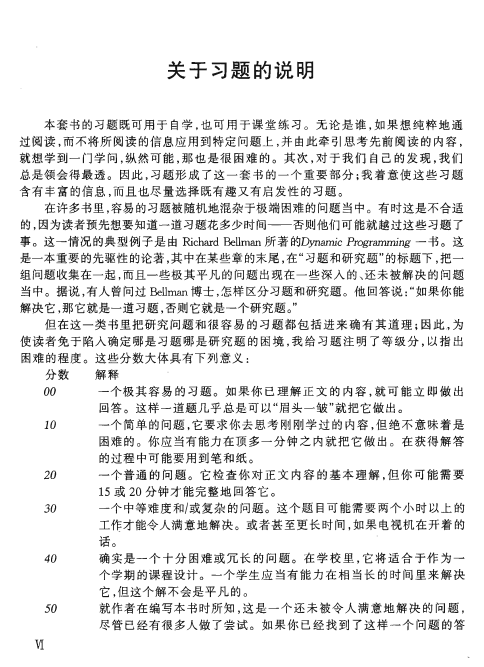 关于习题的说明
本套书的习题既可用于自学,也可用于课堂练习。无论是谁,如果想纯粹地通
过阅读,而不将所阅读的信息应用到特定问题上,并由此牵引思考先前阅读的内容,
就想学到一门学问,纵然可能,那也是很困难的。其次,对于我们自己的发现,我们
总是领会得最透。因此,习题形成了这一套书的一个重要部分;我着意使这些习题
含有丰富的信息,而且也尽量选择既有趣又有启发性的习题。
在许多书里,容易的习题被随机地混杂于极端困难的问题当中。有时这是不合适
的,因为读者预先想要知道一道习题花多少时间——否则他们可能就越过这些习题了
事。这一情况的典型例子是由 Richard Bellman 所著的Dynamic Programming 一书。这
是一本重要的先驱性的论著,其中在某些章的末尾,在“习题和研究题”的标题下,把一
组问题收集在一起,而且一些极其平凡的问题出现在一些深入的、还未被解决的问题
当中。据说,有人曾问过 Bellman 博士,怎样区分习题和研究题。他回答说:“如果你能
解决它,那它就是一道习题,否则它就是一个研究题。”
但在这一类书里把研究问题和很容易的习题都包括进来确有其道理;因此,为
使读者免于陷入确定哪是习题哪是研究题的困境,我给习题注明了等级分,以指出
困难的程度。这些分数大体具有下列意义:
分数 解释
00 一个极其容易的习题。如果你已理解正文的内容,就可能立即做出
回答。这样一道题几乎总是可以“眉头一皱”就把它做出。
10 一个简单的问题,它要求你去思考刚刚学过的内容,但绝不意味着是
困难的。你应当有能力在顶多一分钟之内就把它做出。在获得解答
的过程中可能要用到笔和纸。
20 一个普通的问题。它检查你对正文内容的基本理解,但你可能需要
15 或 20 分钟才能完整地回答它。
30 一个中等难度和/或复杂的问题。这个题目可能需要两个小时以上的
工作才能令人满意地解决。或者甚至更长时间,如果电视机在开着的
话。
40 确实是一个十分困难或冗长的问题。在学校里,它将适合于作为一
个学期的课程设计。一个学生应当有能力在相当长的时间里来解决
它,但这个解不会是平凡的。
50 就作者在编写本书时所知,这是一个还未被令人满意地解决的问题,
尽管已经有很多人做了尝试。如果你已经找到了这样一个问题的答
Ⅵ